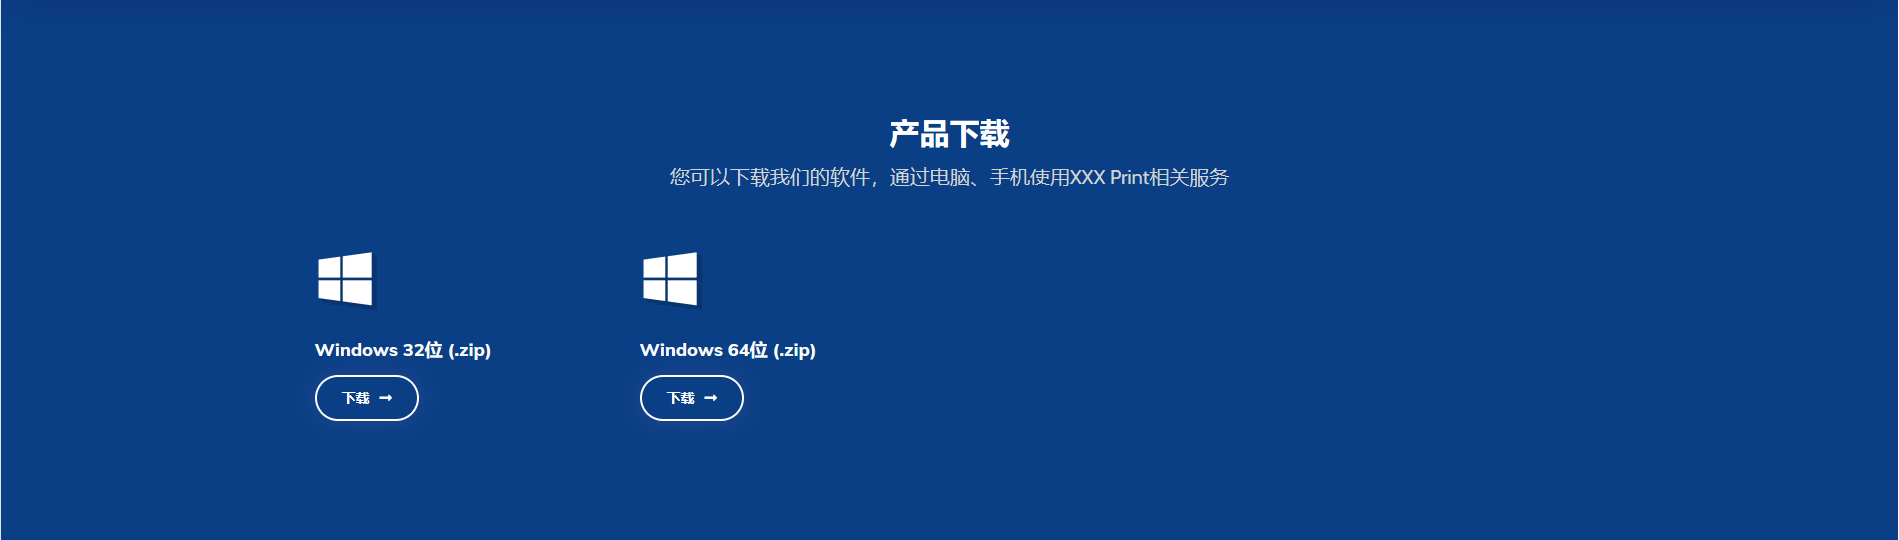 产品下载
您可以下载我们的软件，通过电脑、手机使用XXX Print相关服务
Windows 32位 (.zip)
Windows 64位 (.zip)
下载
下载